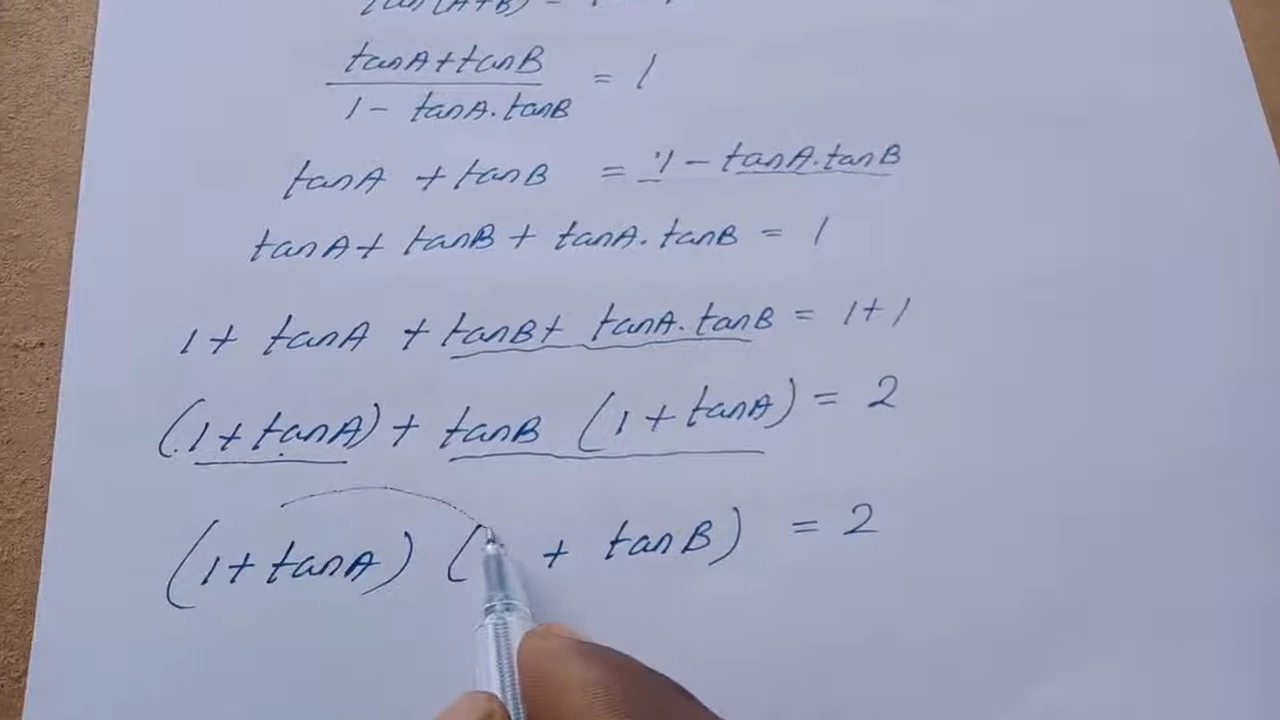 tan(A+B) =
tanA+tanB / 1 - tanA.tanB = 1
tanA + tanB = 1 - tanA.tanB
tanA + tanB + tanA.tanB = 1
1 + tanA + tanB + tanA.tanB = 1+1
(1+tanA) + tanB (1+tanA) = 2
(1+tanA) ( + tanB) = 2